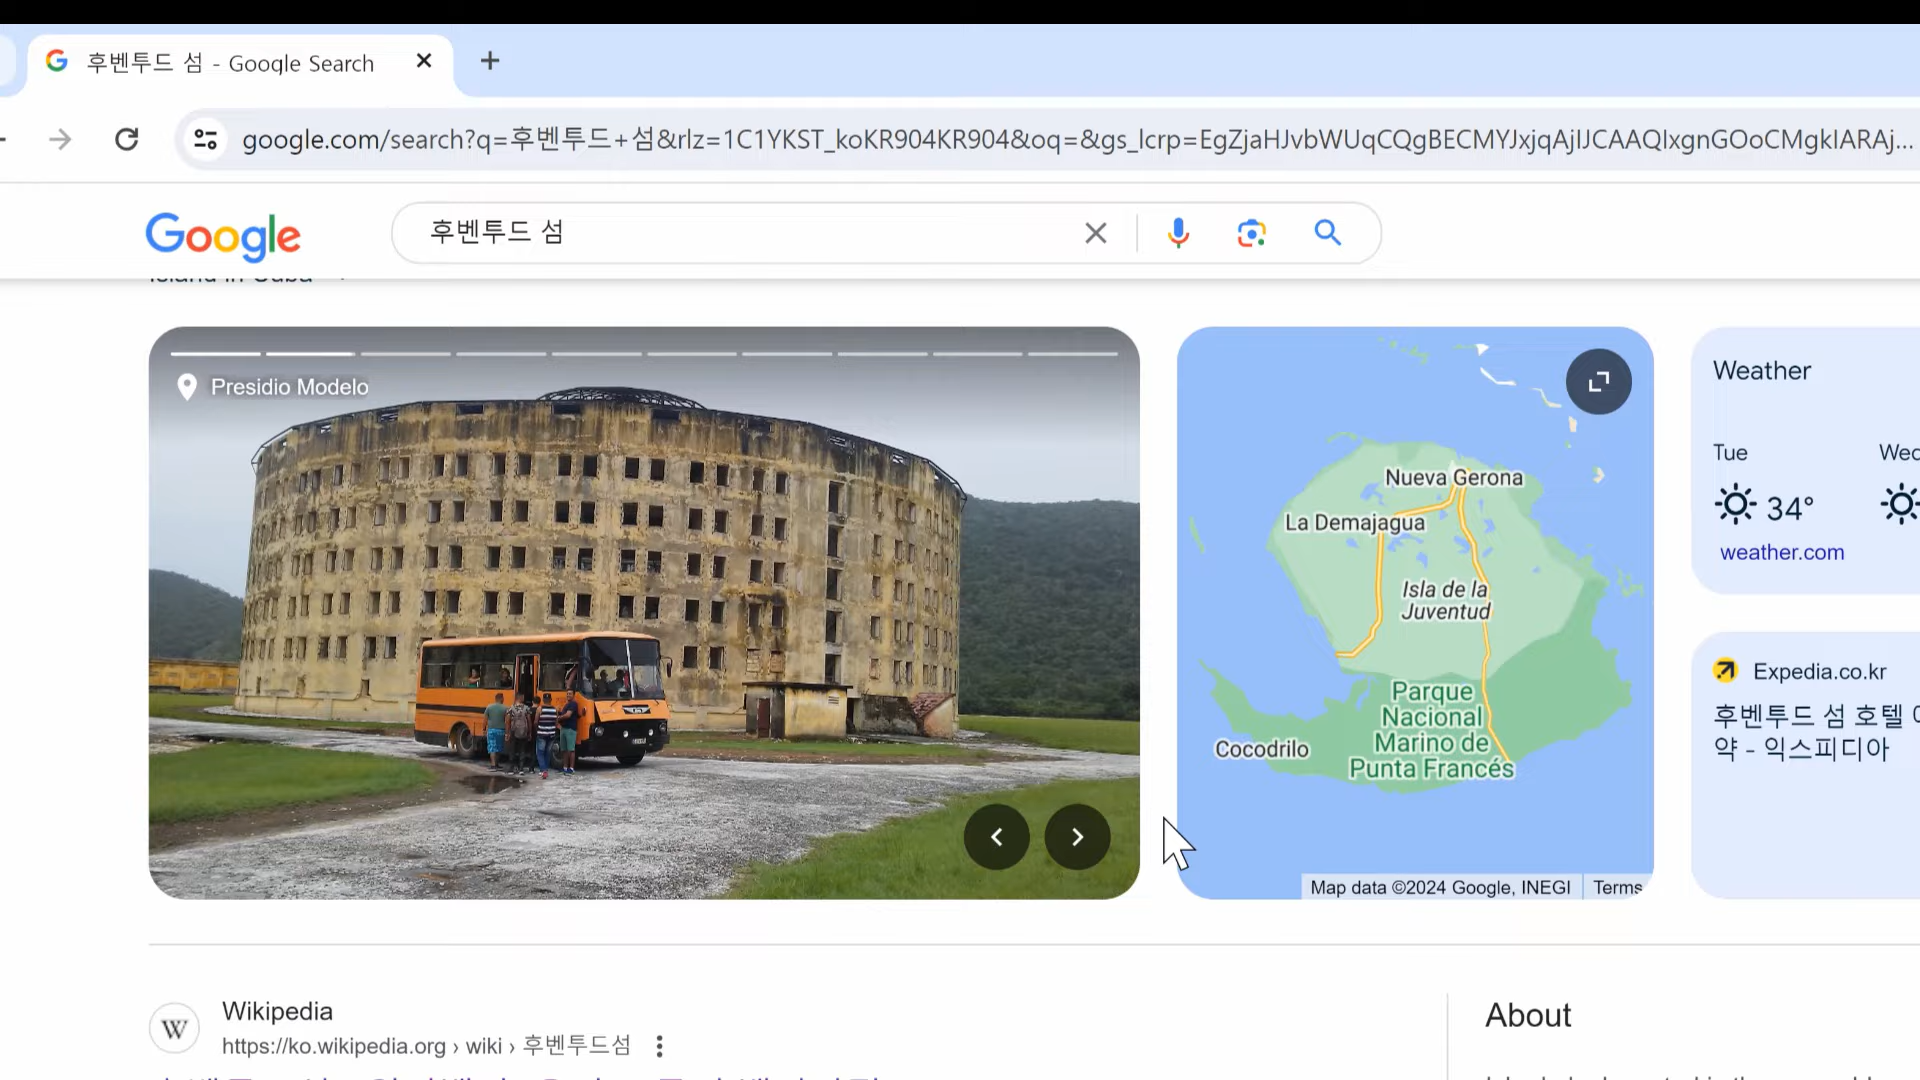 후벤투드 섬 - Google Search
google.com/search?q=후벤투드+섬&rlz=1C1YKST_koKR904KR904&oq=&gs_lcrp=EgZjaHJvbWUqCQgBECMYJxjqAjIJCAAQIxgnGOoCMgkIARAj...
Google
후벤투드 섬
Presidio Modelo
Nueva Gerona
La Demajagua
Isla de la
Juventud
Parque
Nacional
Marino de
Punta Francés
Cocodrilo
Map data ©2024 Google, INEGI
Terms
Weather
Tue
34°
weather.com
Expedia.co.kr
후벤투드 섬 호텔
약 - 익스피디아
Wikipedia
https://ko.wikipedia.org › wiki › 후벤투드섬
About